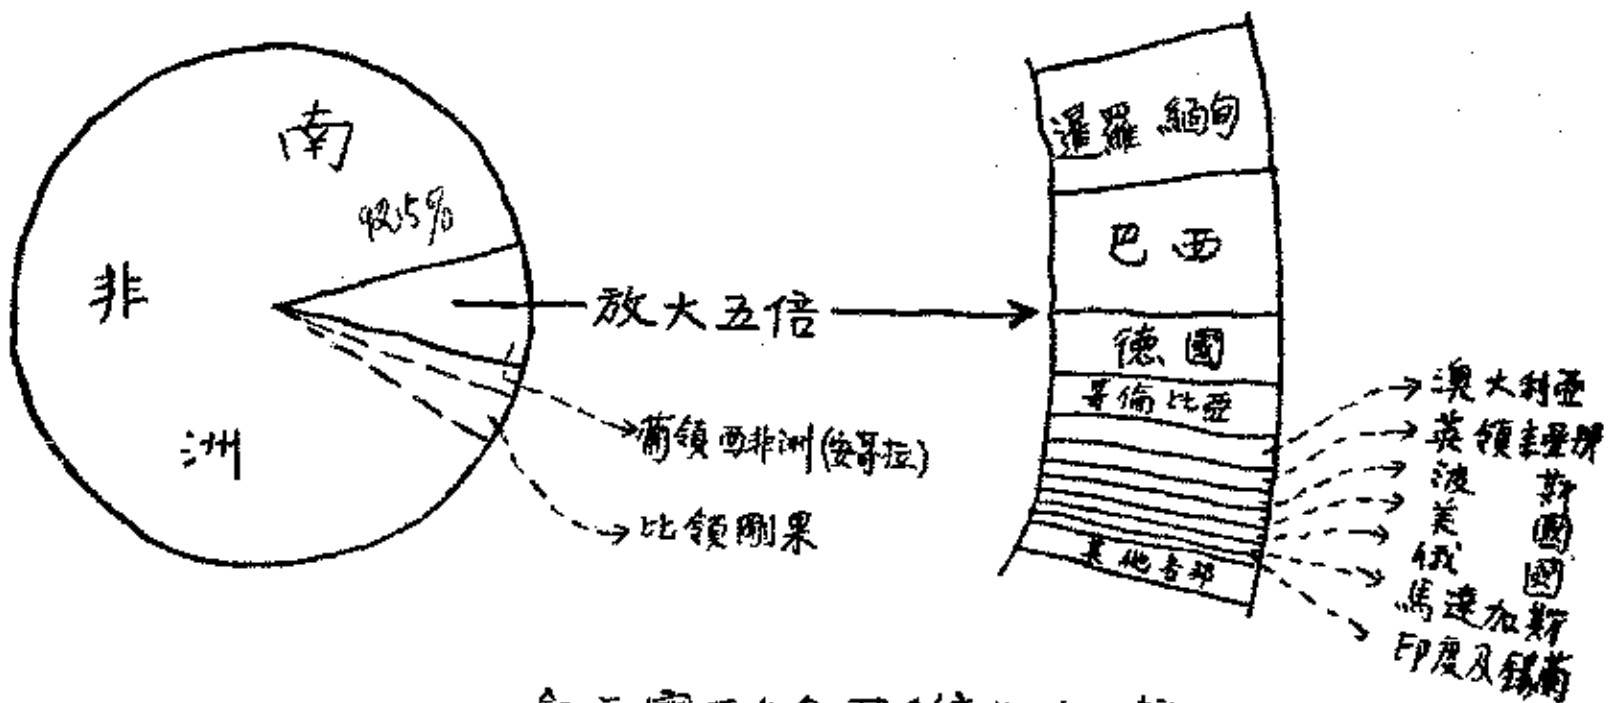 南
92.5%
非
洲
放大五倍
葡領西非洲(安哥拉)
比領剛果
暹羅 緬甸
巴西
德國
哥倫比亞
其他各部
澳大利亞
英領圭亞那
波斯
美國
俄國
馬達加斯
印度及錫蘭